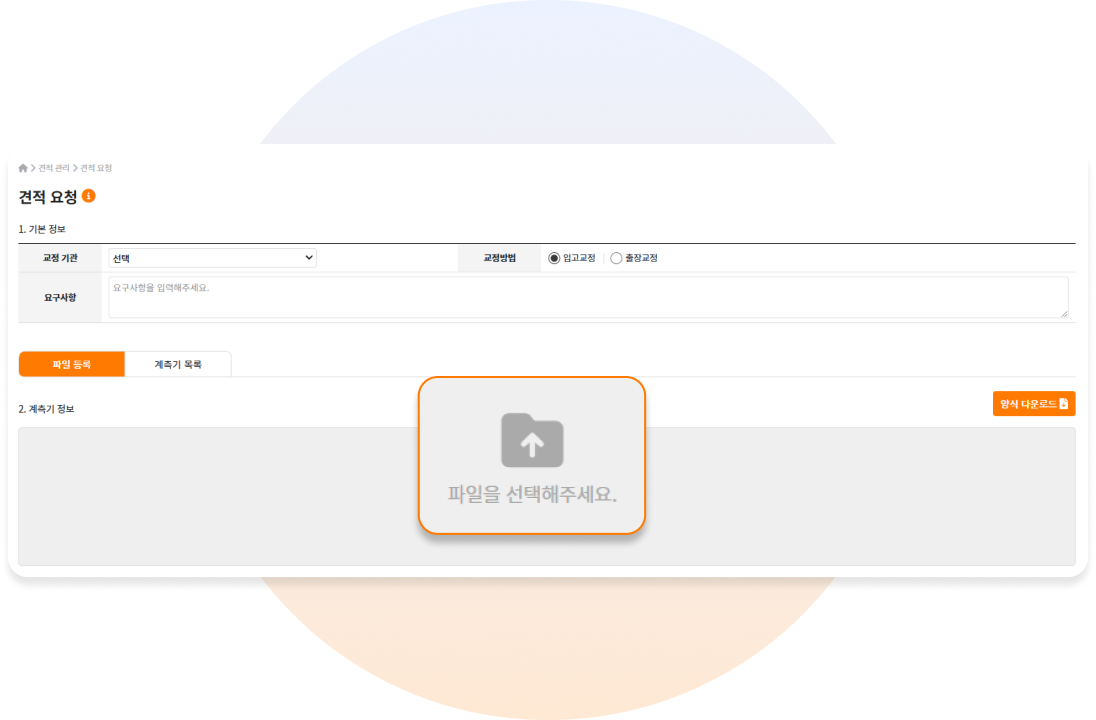 견적 관리 > 견적 요청
견적 요청
1. 기본 정보
교정 기관 선택 교정방법 입고교정 출장교정
요구사항 요구사항을 입력해주세요.
파일 등록 계측기 목록
2. 계측기 정보 양식 다운로드
파일을 선택해주세요.